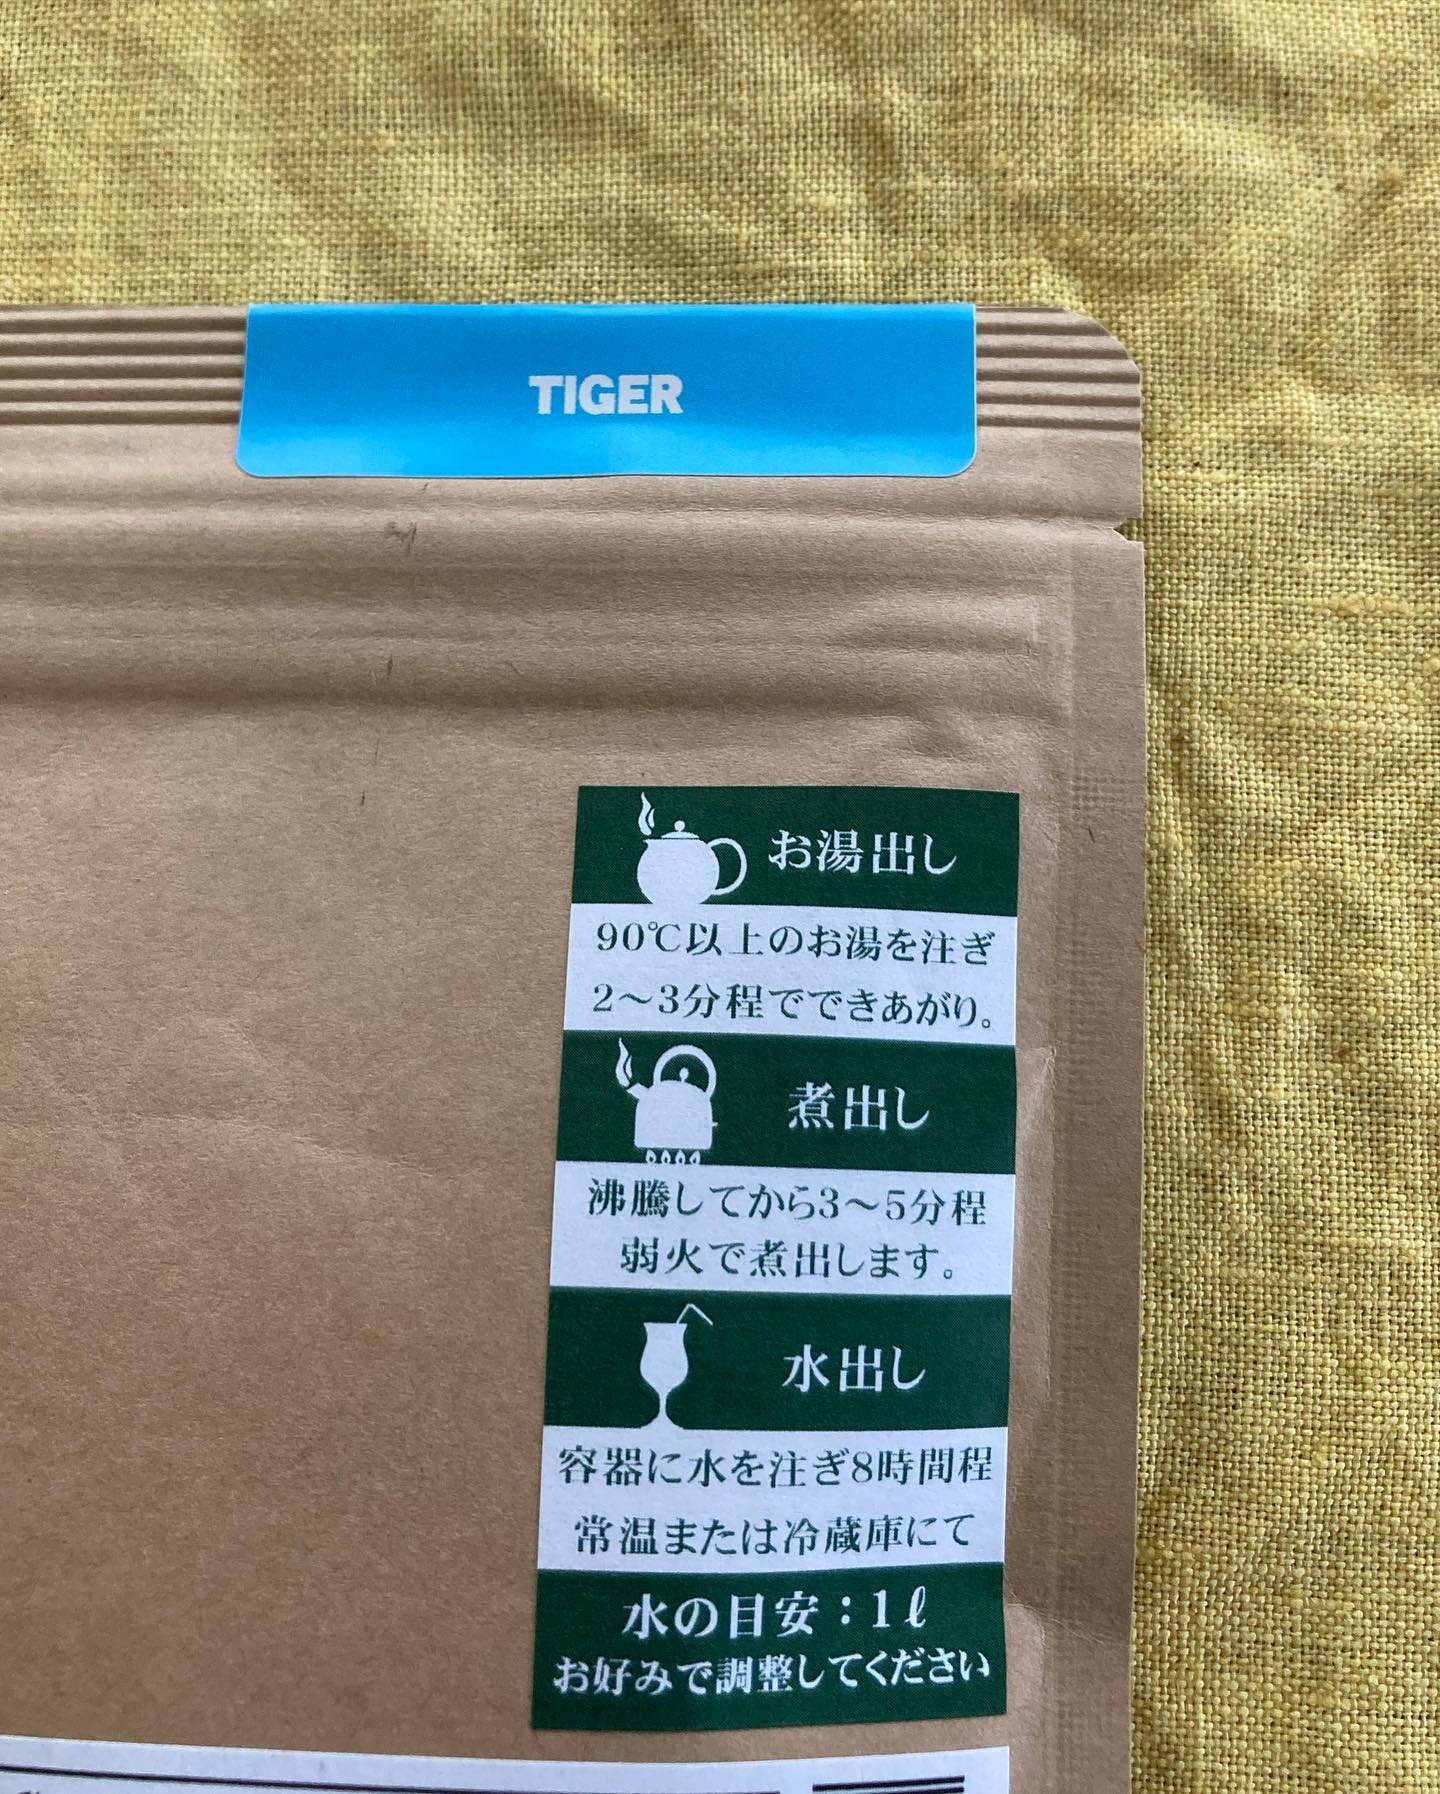 TIGER
お湯出し
90℃以上のお湯を注ぎ
2～3分程でできあがり。
煮出し
沸騰してから3～5分程
弱火で煮出します。
水出し
容器に水を注ぎ8時間程
常温または冷蔵庫にて
水の目安：1ℓ
お好みで調整してください